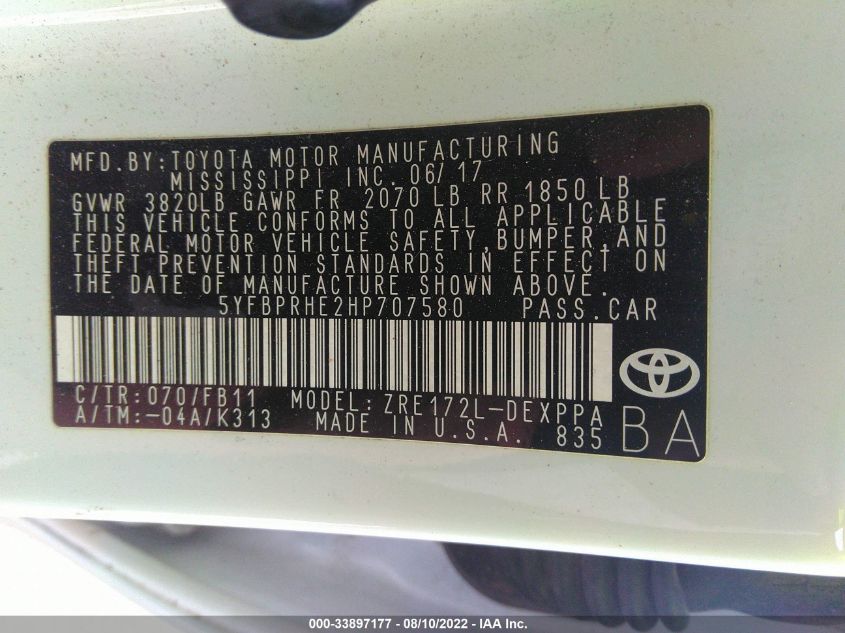 MFD.BY:TOYOTA MOTOR MANUFACTURING
MISSISSIPPI INC. 06/17
GVWR 3820LB GAWR FR 2070 LB RR 1850 LB
THIS VEHICLE CONFORMS TO ALL APPLICABLE
FEDERAL MOTOR VEHICLE SAFETY,BUMPER,AND
THEFT PREVENTION STANDARDS IN EFFECT ON
THE DATE OF MANUFACTURE SHOWN ABOVE.
5YFBPRHE2HP707580 PASS.CAR
C/TR:070/FB11 MODEL:ZRE172L-DEXPPA
A/TM:-04A/K313 MADE IN U.S.A. 835
BA
000-33897177 - 08/10/2022 - IAA Inc.